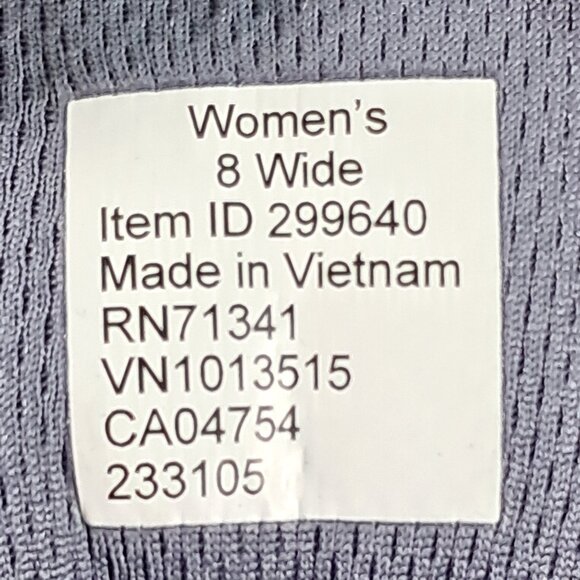 Women's
8 Wide
Item ID 299640
Made in Vietnam
RN71341
VN1013515
CA04754
233105